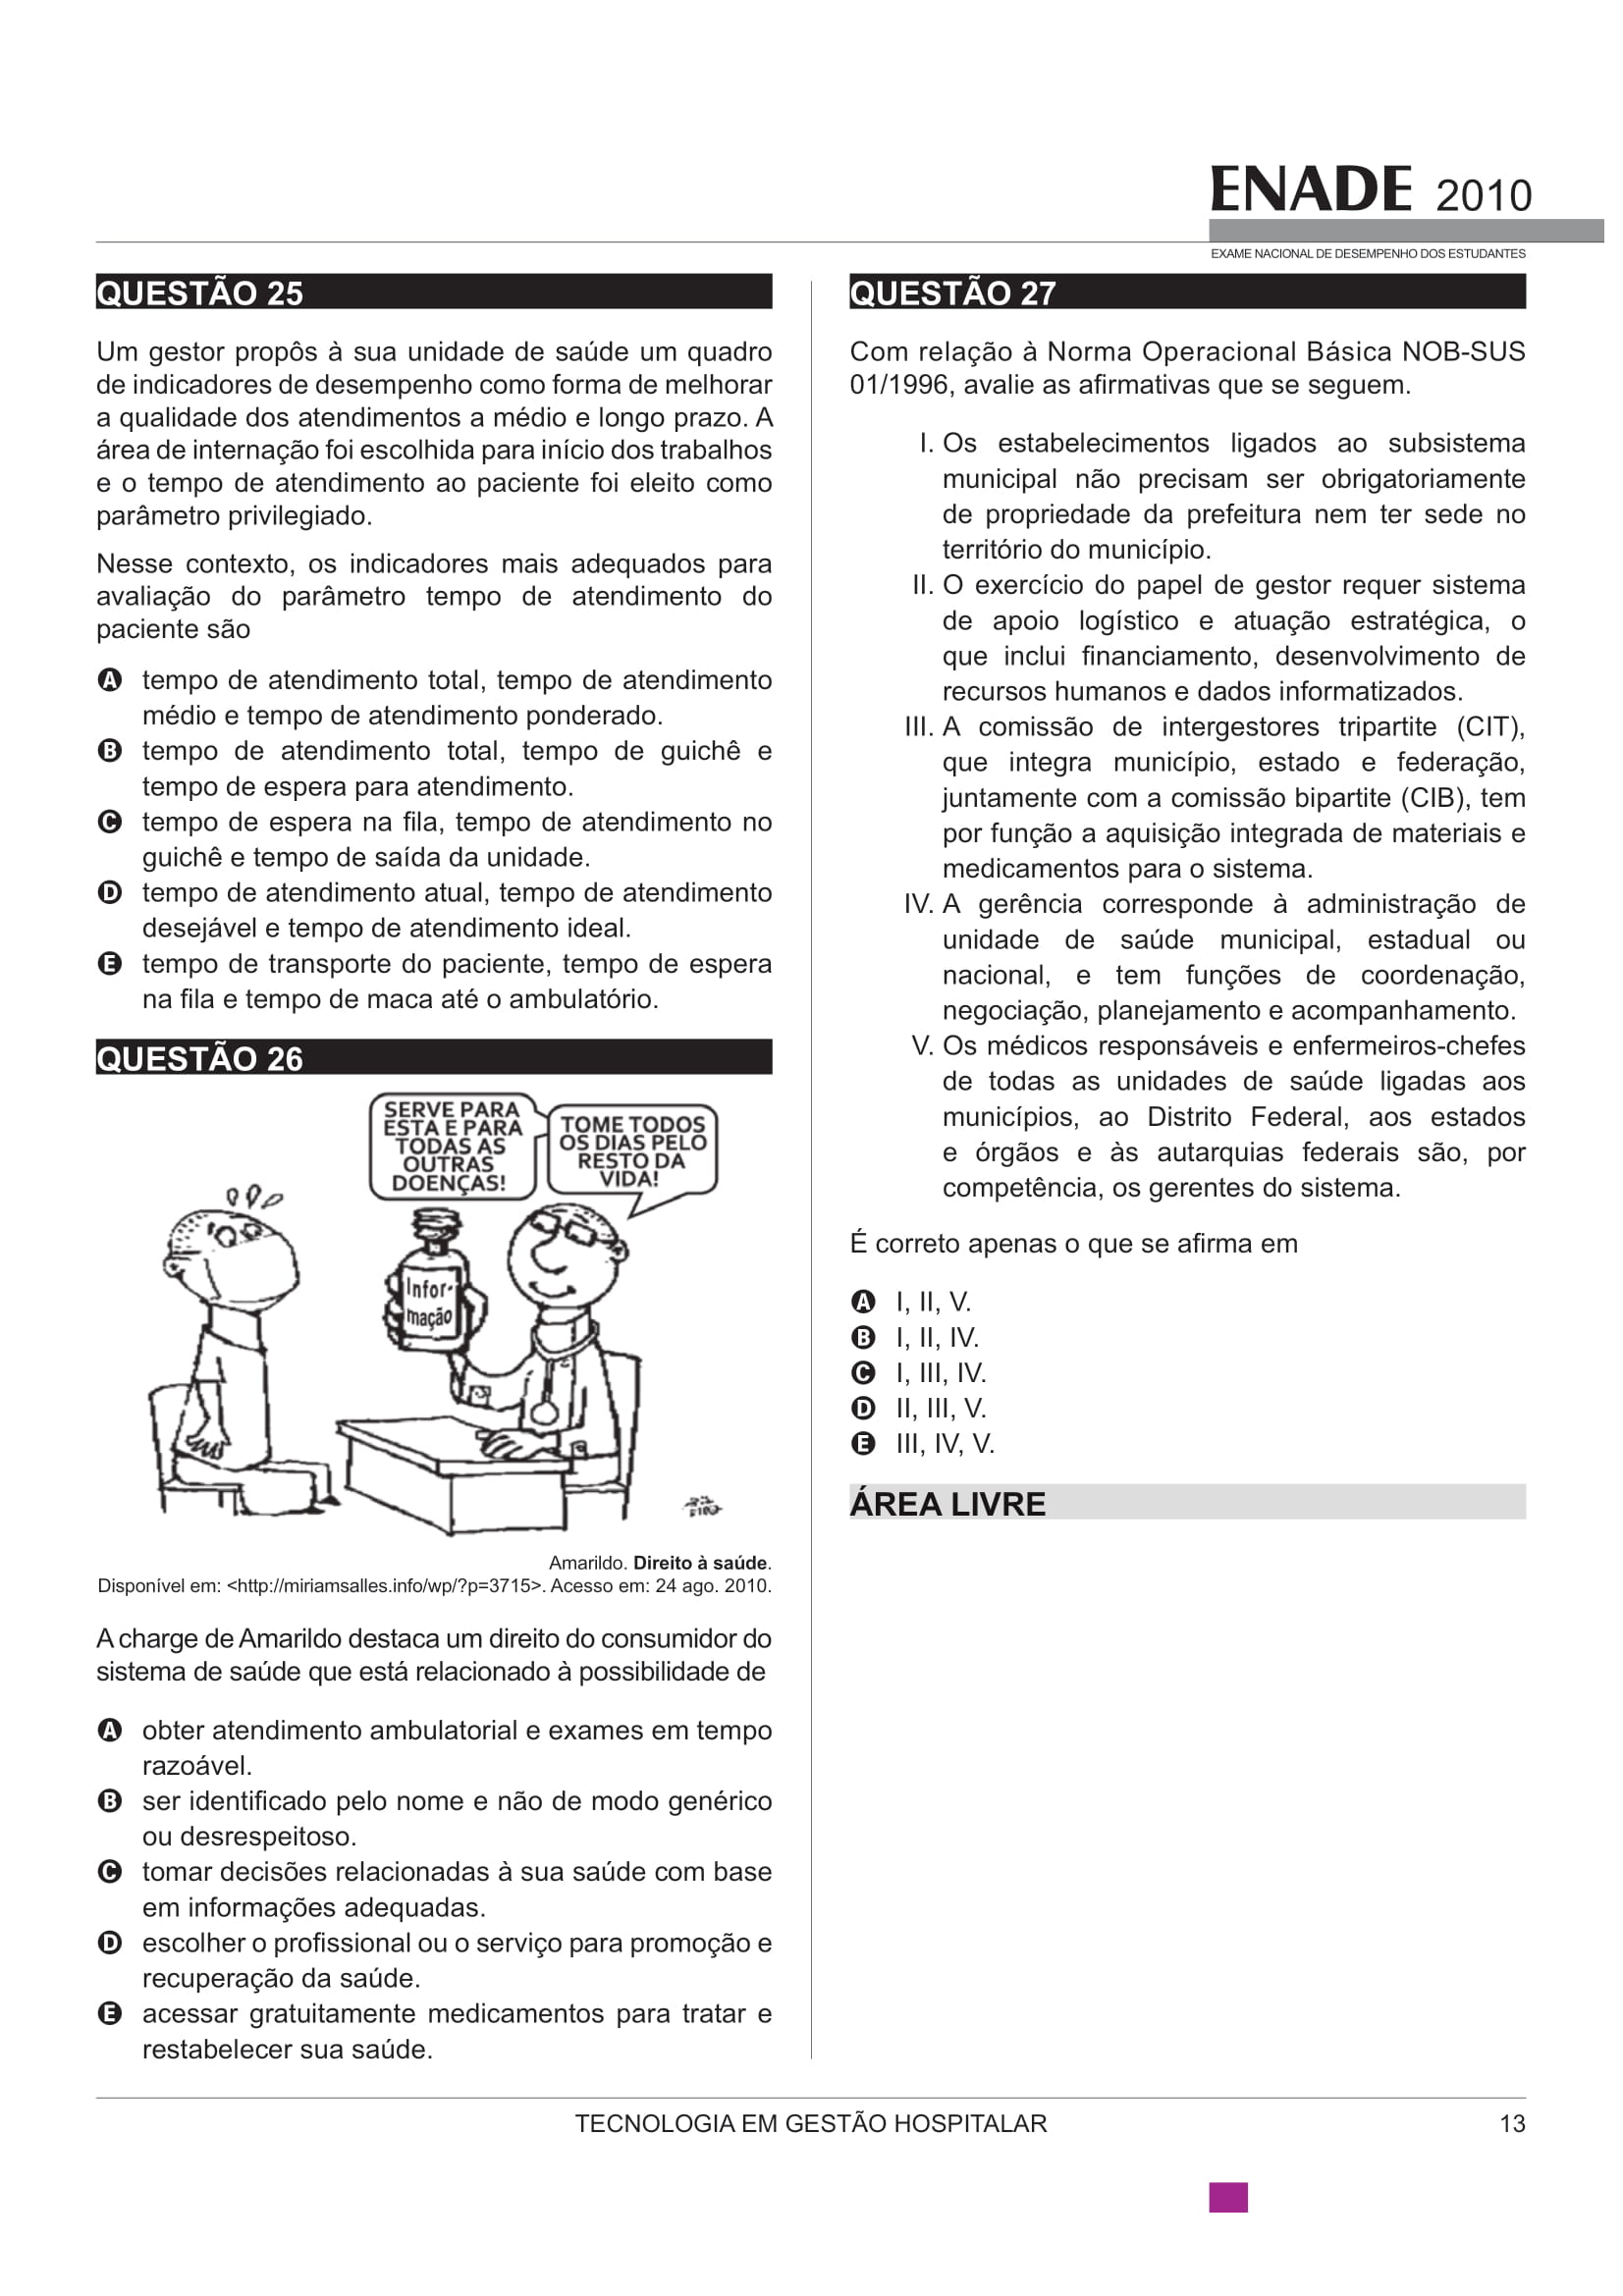 ENADE 2010
EXAME NACIONAL DE DESEMPENHO DOS ESTUDANTES
QUESTÃO 25
Um gestor propôs à sua unidade de saúde um quadro
de indicadores de desempenho como forma de melhorar
a qualidade dos atendimentos a médio e longo prazo. A
área de internação foi escolhida para início dos trabalhos
e o tempo de atendimento ao paciente foi eleito como
parâmetro privilegiado.
Nesse contexto, os indicadores mais adequados para
avaliação do parâmetro tempo de atendimento do
paciente são
A tempo de atendimento total, tempo de atendimento
médio e tempo de atendimento ponderado.
B tempo de atendimento total, tempo de guichê e
tempo de espera para atendimento.
C tempo de espera na fila, tempo de atendimento no
guichê e tempo de saída da unidade.
D tempo de atendimento atual, tempo de atendimento
desejável e tempo de atendimento ideal.
E tempo de transporte do paciente, tempo de espera
na fila e tempo de maca até o ambulatório.
QUESTÃO 26
SERVE PARA
ESTA E PARA
TODAS AS
OUTRAS
DOENÇAS!
TOME TODOS
OS DIAS PELO
RESTO DA
VIDA!
Infor-
mação
Amarildo. Direito à saúde.
Disponível em: <http://miriamsalles.info/wp/?p=3715>. Acesso em: 24 ago. 2010.
A charge de Amarildo destaca um direito do consumidor do
sistema de saúde que está relacionado à possibilidade de
A obter atendimento ambulatorial e exames em tempo
razoável.
B ser identificado pelo nome e não de modo genérico
ou desrespeitoso.
C tomar decisões relacionadas à sua saúde com base
em informações adequadas.
D escolher o profissional ou o serviço para promoção e
recuperação da saúde.
E acessar gratuitamente medicamentos para tratar e
restabelecer sua saúde.
QUESTÃO 27
Com relação à Norma Operacional Básica NOB-SUS
01/1996, avalie as afirmativas que se seguem.
I. Os estabelecimentos ligados ao subsistema
municipal não precisam ser obrigatoriamente
de propriedade da prefeitura nem ter sede no
território do município.
II. O exercício do papel de gestor requer sistema
de apoio logístico e atuação estratégica, o
que inclui financiamento, desenvolvimento de
recursos humanos e dados informatizados.
III. A comissão de intergestores tripartite (CIT),
que integra município, estado e federação,
juntamente com a comissão bipartite (CIB), tem
por função a aquisição integrada de materiais e
medicamentos para o sistema.
IV. A gerência corresponde à administração de
unidade de saúde municipal, estadual ou
nacional, e tem funções de coordenação,
negociação, planejamento e acompanhamento.
V. Os médicos responsáveis e enfermeiros-chefes
de todas as unidades de saúde ligadas aos
municípios, ao Distrito Federal, aos estados
e órgãos e às autarquias federais são, por
competência, os gerentes do sistema.
É correto apenas o que se afirma em
A I, II, V.
B I, II, IV.
C I, III, IV.
D II, III, V.
E III, IV, V.
ÁREA LIVRE
TECNOLOGIA EM GESTÃO HOSPITALAR
13